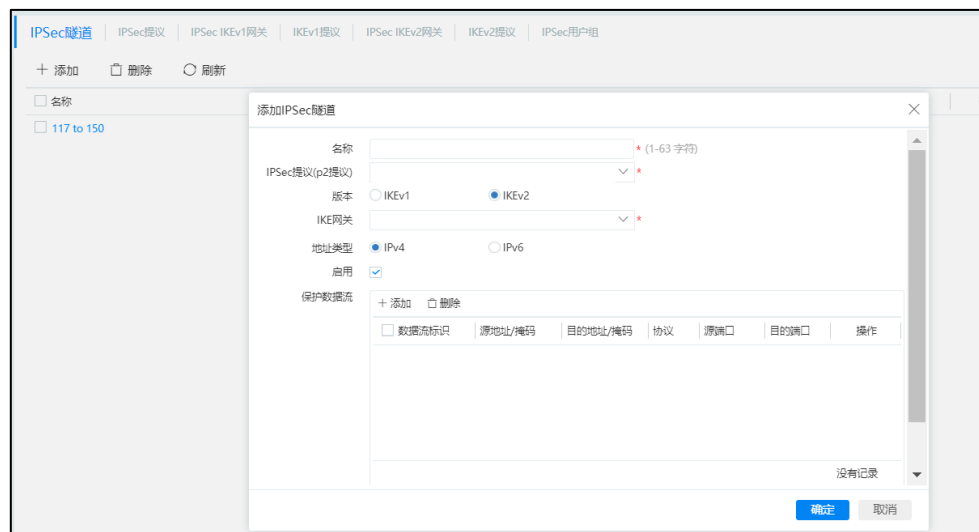 IPSec隧道 IPSec提议 IPSec IKEv1网关 IKEv1提议 IPSec IKEv2网关 IKEv2提议 IPSec用户组
添加 删除 刷新
名称
117 to 150
添加IPSec隧道
名称 * (1-63 字符)
IPSec提议(p2提议) *
版本 IKEv1 IKEv2
IKE网关 *
地址类型 IPv4 IPv6
启用
保护数据流
添加 删除
数据流标识 源地址/掩码 目的地址/掩码 协议 源端口 目的端口 操作
没有记录
确定 取消